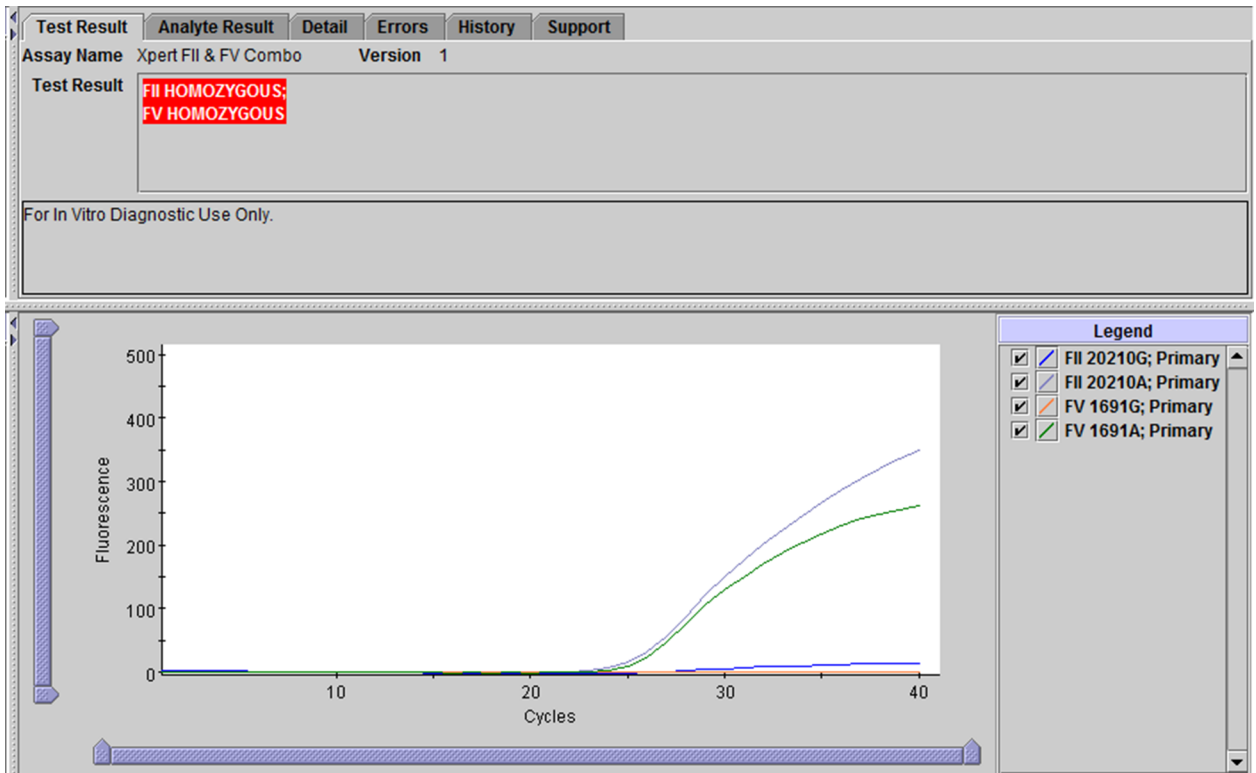 Test Result Analyte Result Detail Errors History Support
Assay Name Xpert FII & FV Combo Version 1
Test Result
FII HOMOZYGOUS;
FV HOMOZYGOUS
For In Vitro Diagnostic Use Only.
500
400
300
200
100
0
Fluorescence
10 20 30 40
Cycles
Legend
FII 20210G; Primary
FII 20210A; Primary
FV 1691G; Primary
FV 1691A; Primary